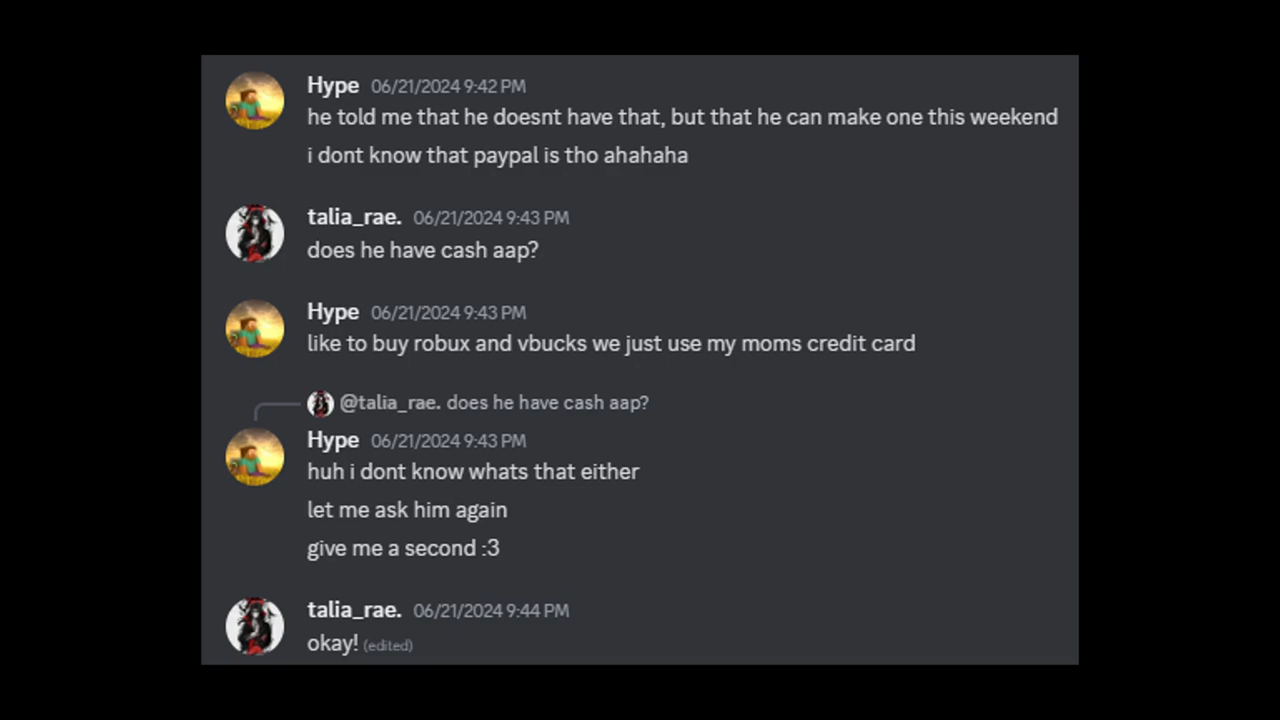 Hype 06/21/2024 9:42 PM
he told me that he doesnt have that, but that he can make one this weekend
i dont know that paypal is tho ahahaha
talia_rae. 06/21/2024 9:43 PM
does he have cash aap?
Hype 06/21/2024 9:43 PM
like to buy robux and vbucks we just use my moms credit card
@talia_rae. does he have cash aap?
Hype 06/21/2024 9:43 PM
huh i dont know whats that either
let me ask him again
give me a second :3
talia_rae. 06/21/2024 9:44 PM
okay! (edited)